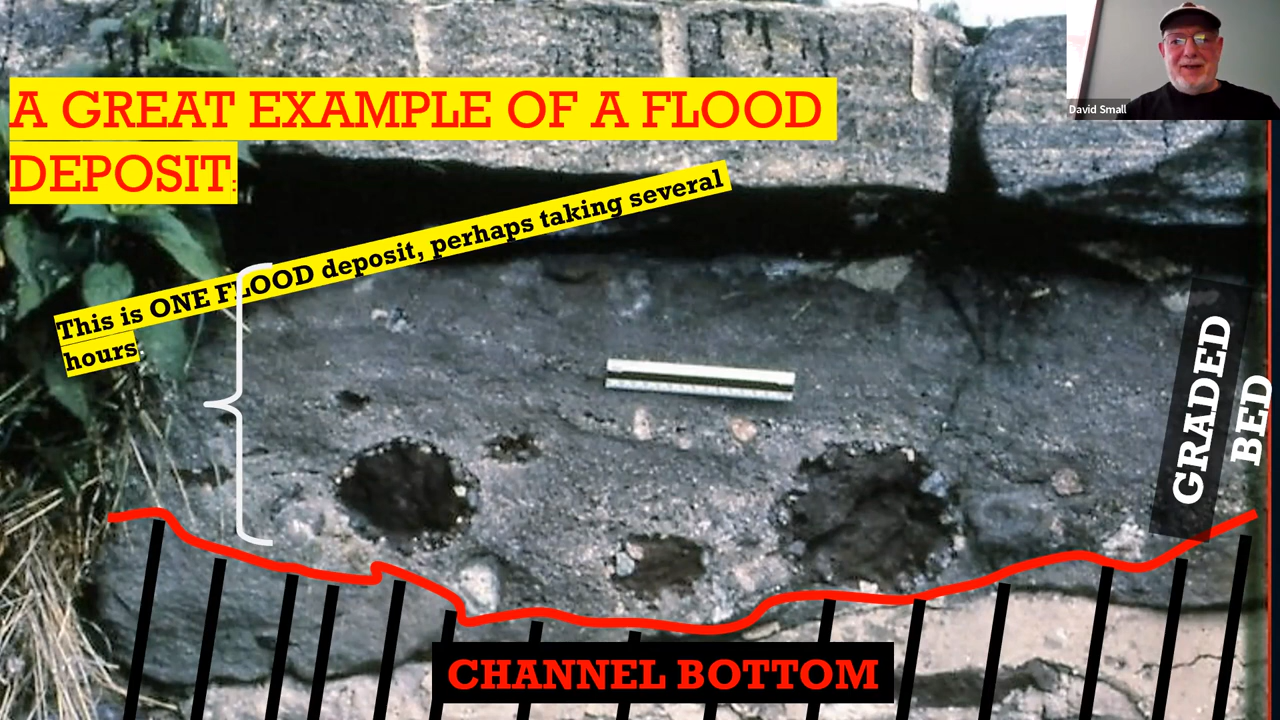 David Small
A GREAT EXAMPLE OF A FLOOD
DEPOSIT:
This is ONE FLOOD deposit, perhaps taking several
hours
GRADED
BED
CHANNEL BOTTOM